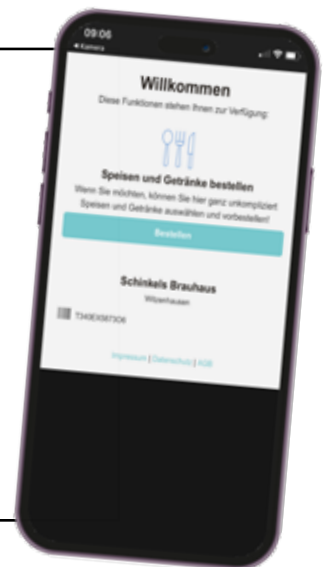 09:06
◀ Kamera
Willkommen
Diese Funktionen stehen Ihnen zur Verfügung:
Speisen und Getränke bestellen
Wenn Sie möchten, können Sie hier ganz unkompliziert
Speisen und Getränke auswählen und vorbestellen!
Bestellen
Schinkels Brauhaus
Witzenhausen
Impressum | Datenschutz | AGB